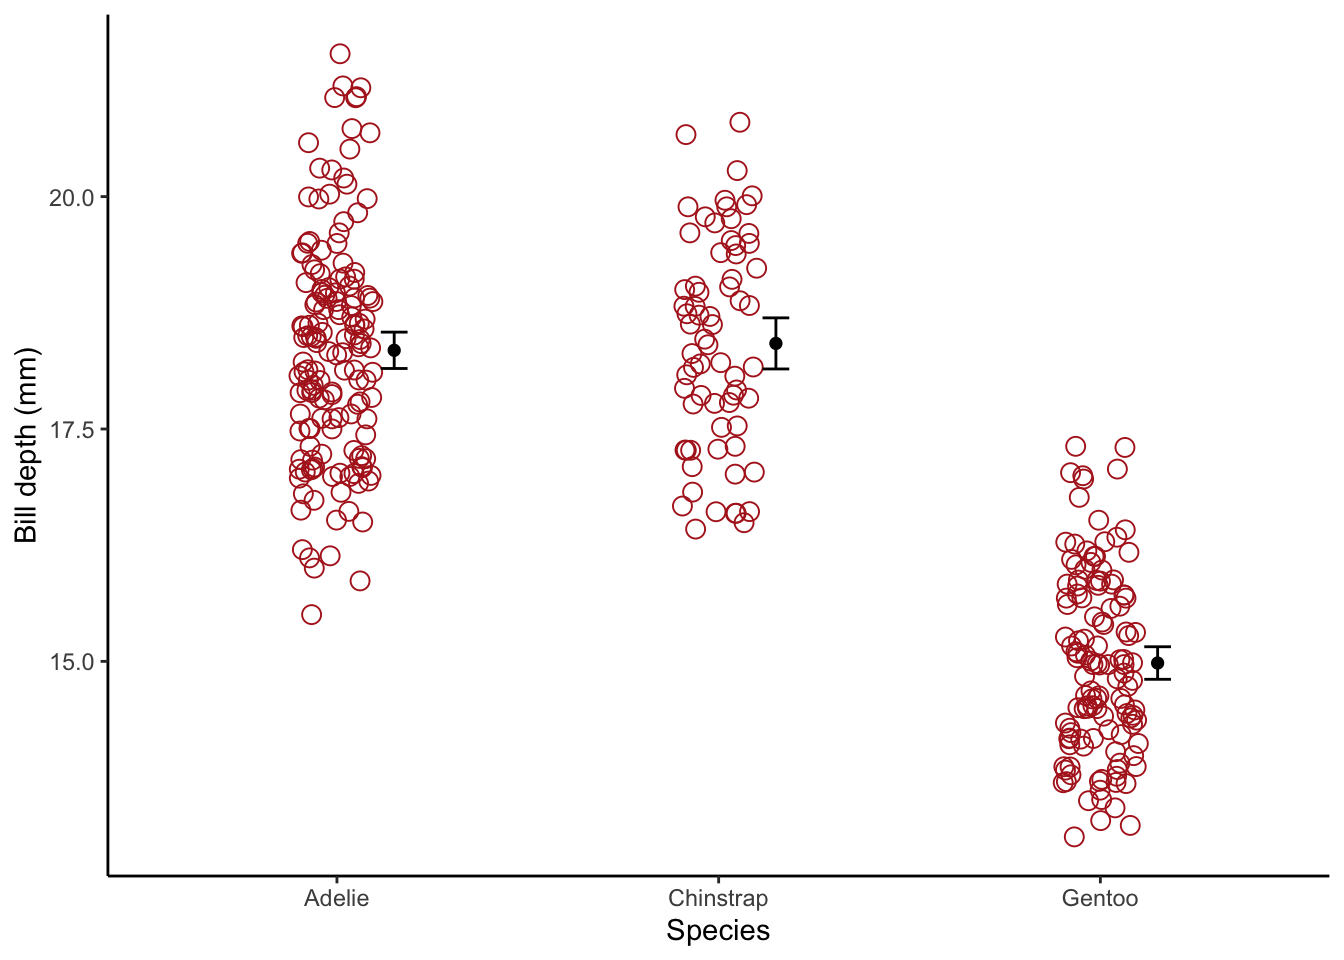 Bill depth (mm)
20.0
17.5
15.0
Adelie
Chinstrap
Gentoo
Species